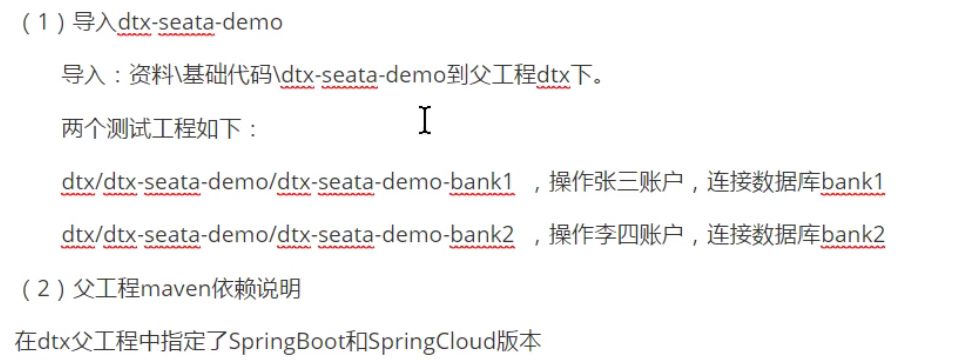 （1）导入dtx-seata-demo
导入：资料\基础代码\dtx-seata-demo到父工程dtx下。
两个测试工程如下：
dtx/dtx-seata-demo/dtx-seata-demo-bank1 ，操作张三账户，连接数据库bank1
dtx/dtx-seata-demo/dtx-seata-demo-bank2 ，操作李四账户，连接数据库bank2
（2）父工程maven依赖说明
在dtx父工程中指定了SpringBoot和SpringCloud版本